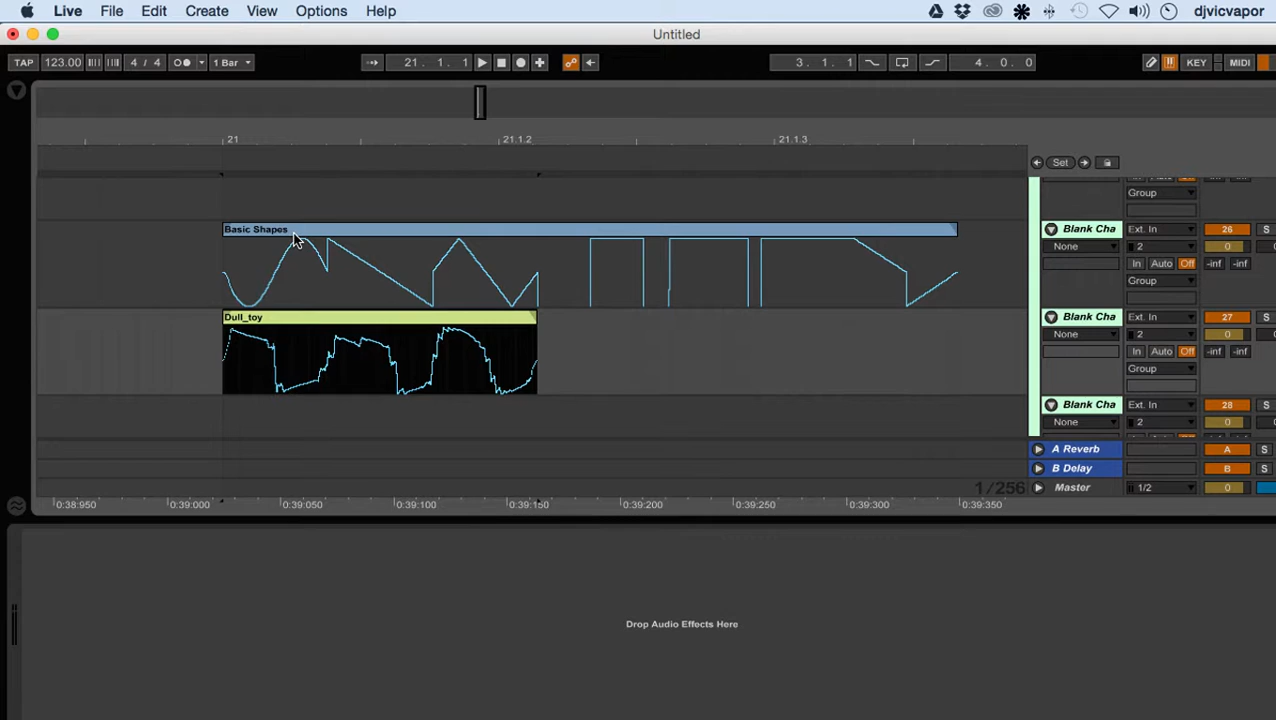 Live File Edit Create View Options Help djvicvapor
Untitled
TAP 123.00 4 / 4 1 Bar 21. 1. 1 3. 1. 1 4. 0. 0 KEY MIDI
21 21.1.2 21.1.3
Set
Group
Basic Shapes
Blank Cha Ext. In 26 S
None 2 0
In Auto Off -inf -inf
Group
Dull_toy
Blank Cha Ext. In 27 S
None 2 0
In Auto Off -inf -inf
Group
Blank Cha Ext. In 28 S
None 2 0
A Reverb A S
B Delay B S
1/256 Master 1/2 0
0:38:950 0:39:000 0:39:050 0:39:100 0:39:150 0:39:200 0:39:250 0:39:300 0:39:350
Drop Audio Effects Here